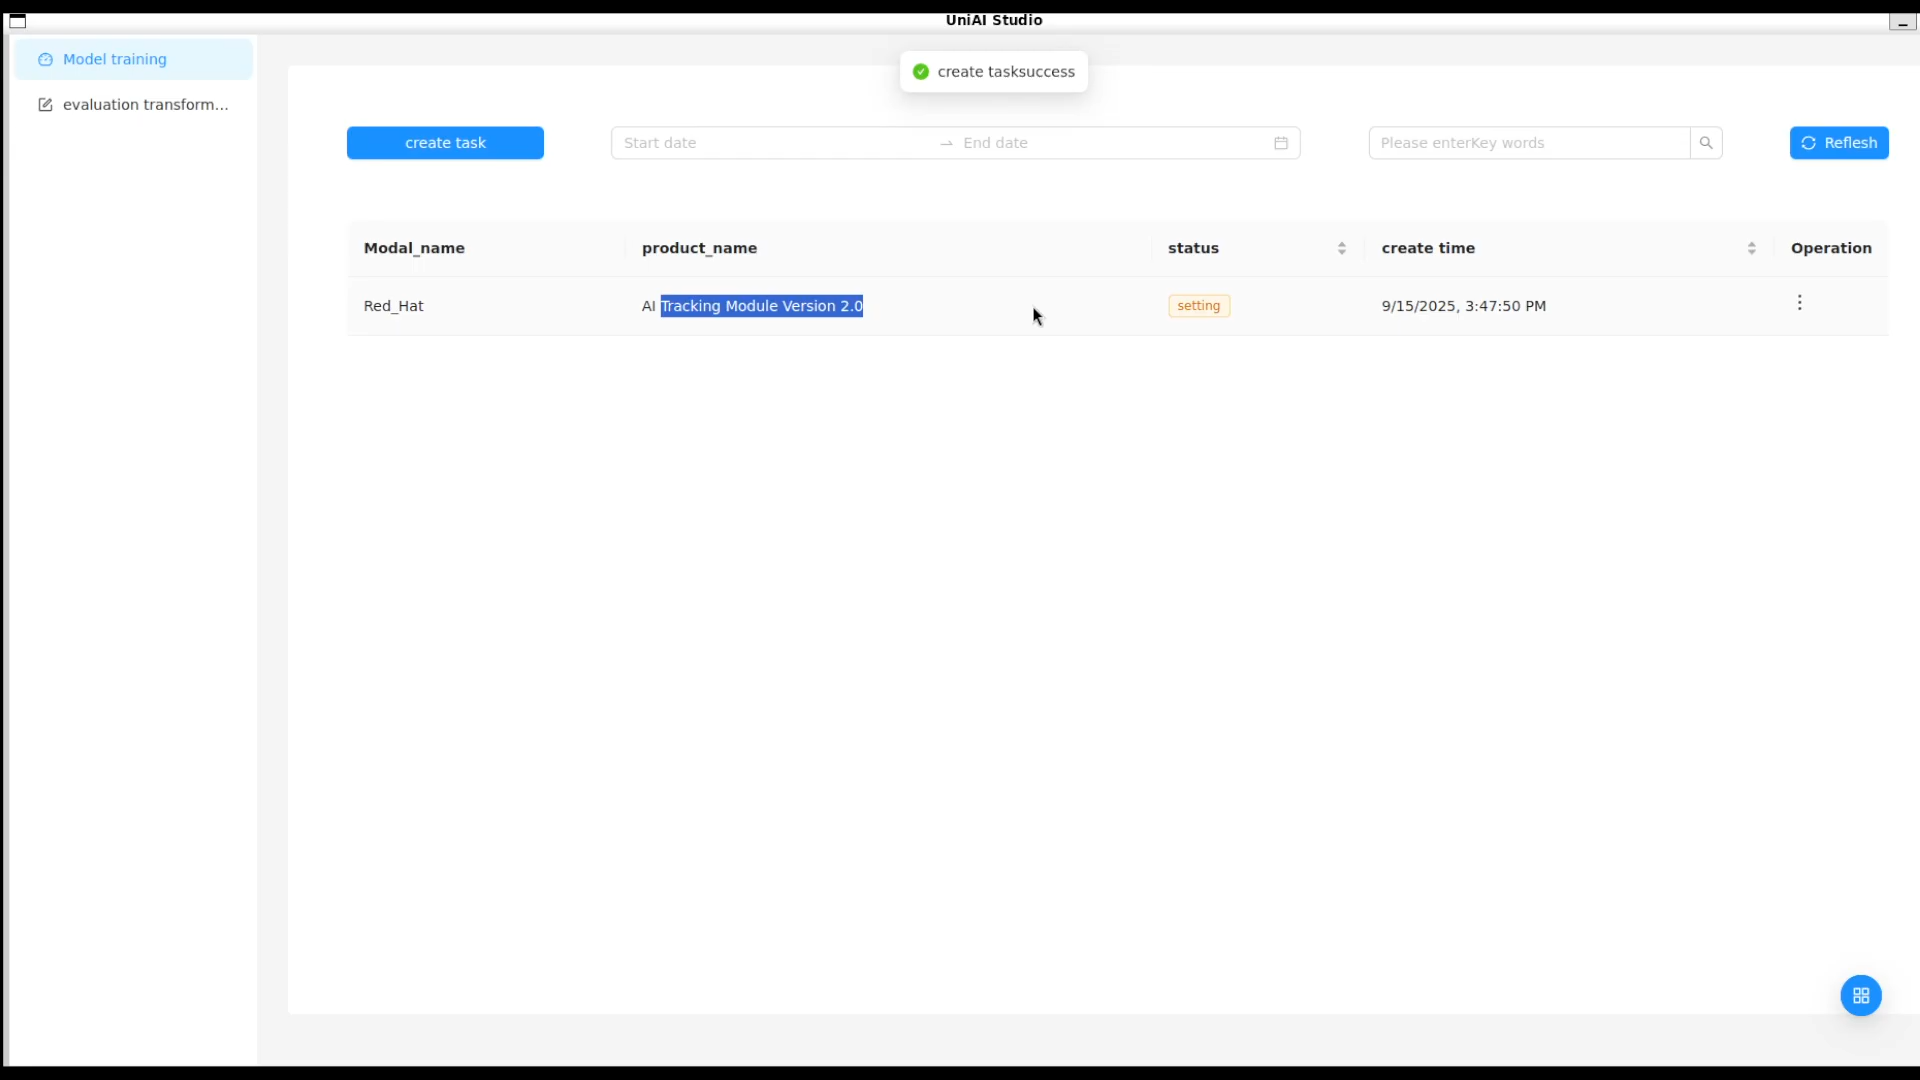 UniAI Studio
Model training
evaluation transform...
create tasksuccess
create task
Start date
End date
Please enterKey words
Reflesh
Modal_name product_name status create time Operation
Red_Hat AI Tracking Module Version 2.0 setting 9/15/2025, 3:47:50 PM